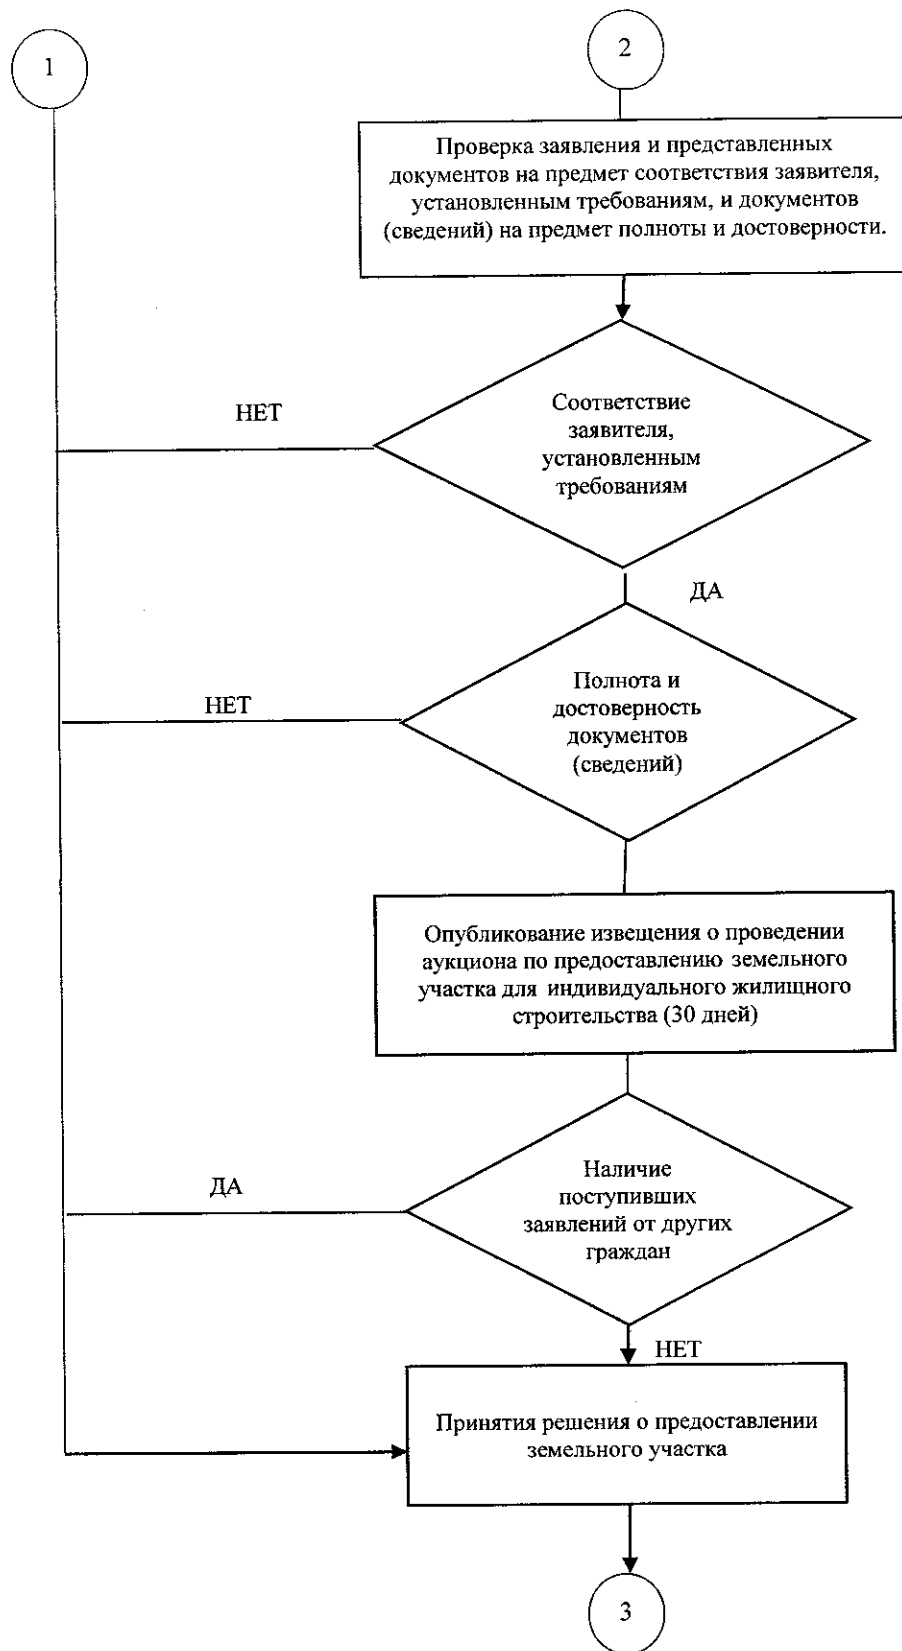 1
2
Проверка заявления и представленных
документов на предмет соответствия заявителя,
установленным требованиям, и документов
(сведений) на предмет полноты и достоверности.
НЕТ
Соответствие
заявителя,
установленным
требованиям
ДА
НЕТ
Полнота и
достоверность
документов
(сведений)
Опубликование извещения о проведении
аукциона по предоставлению земельного
участка для индивидуального жилищного
строительства (30 дней)
ДА
Наличие
поступивших
заявлений от других
граждан
НЕТ
Принятия решения о предоставлении
земельного участка
3